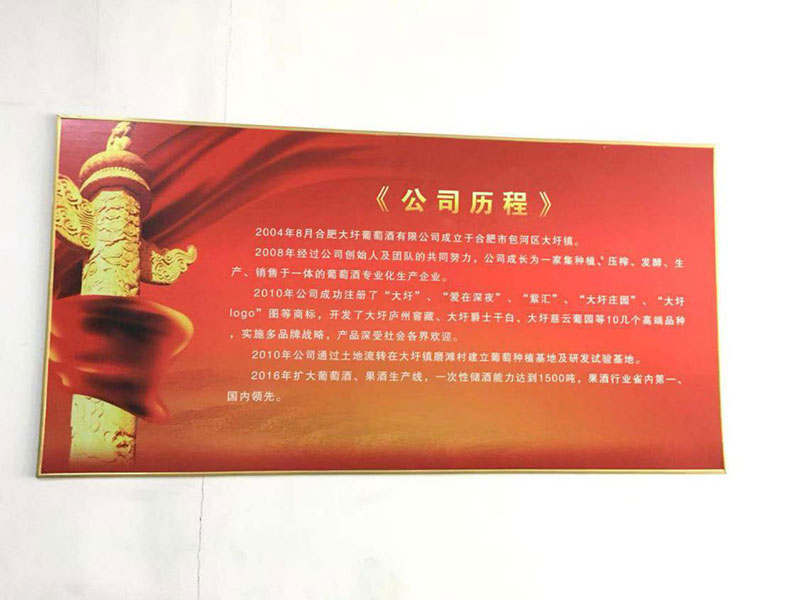 《公司历程》
2004年8月合肥大圩葡萄酒有限公司成立于合肥市包河区大圩镇。
2008年经过公司创始人及团队的共同努力，公司成长为一家集种植、压榨、发酵、生
产、销售于一体的葡萄酒专业化生产企业。
2010年公司成功注册了“大圩”、“爱在深夜”、“紫汇”、“大圩庄园”、“大圩
logo”图等商标，开发了大圩庐州窖藏、大圩爵士干白、大圩慈云葡园等10几个高端品种
，实施多品牌战略，产品深受社会各界欢迎。
2010年公司通过土地流转在大圩镇磨滩村建立葡萄种植基地及研发试验基地。
2016年扩大葡萄酒、果酒生产线，一次性储酒能力达到1500吨，果酒行业省内第一、
国内领先。